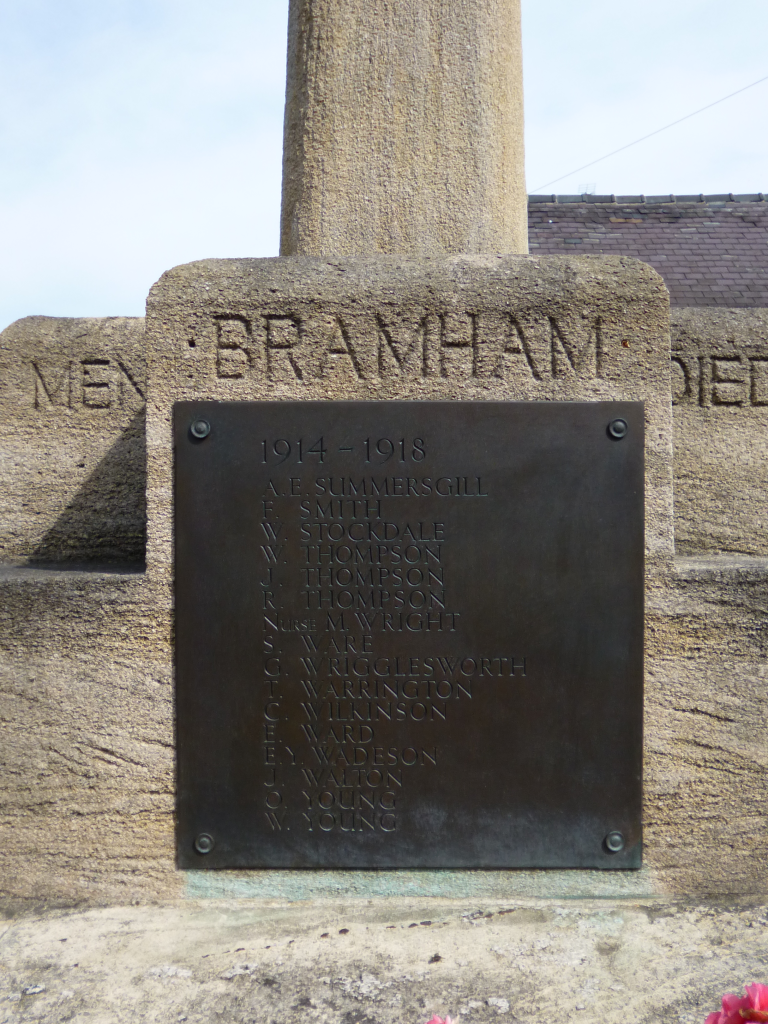 MEN · BRAMHAM · DIED
1914 – 1918
A. E. SUMMERSGILL
F. SMITH
W. STOCKDALE
W. THOMPSON
J. THOMPSON
R. THOMPSON
NURSE M. WRIGHT
S. WARE
G. WRIGGLESWORTH
T. WARRINGTON
C. WILKINSON
E. WARD
E. Y. WADESON
J. WALTON
O. YOUNG
W. YOUNG